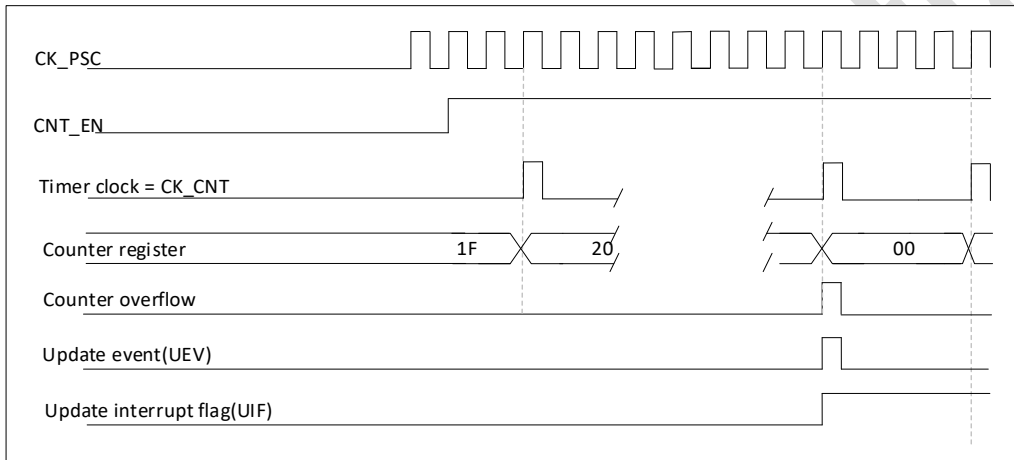 CK_PSC
CNT_EN
Timer clock = CK_CNT
Counter register 1F 20 00
Counter overflow
Update event(UEV)
Update interrupt flag(UIF)